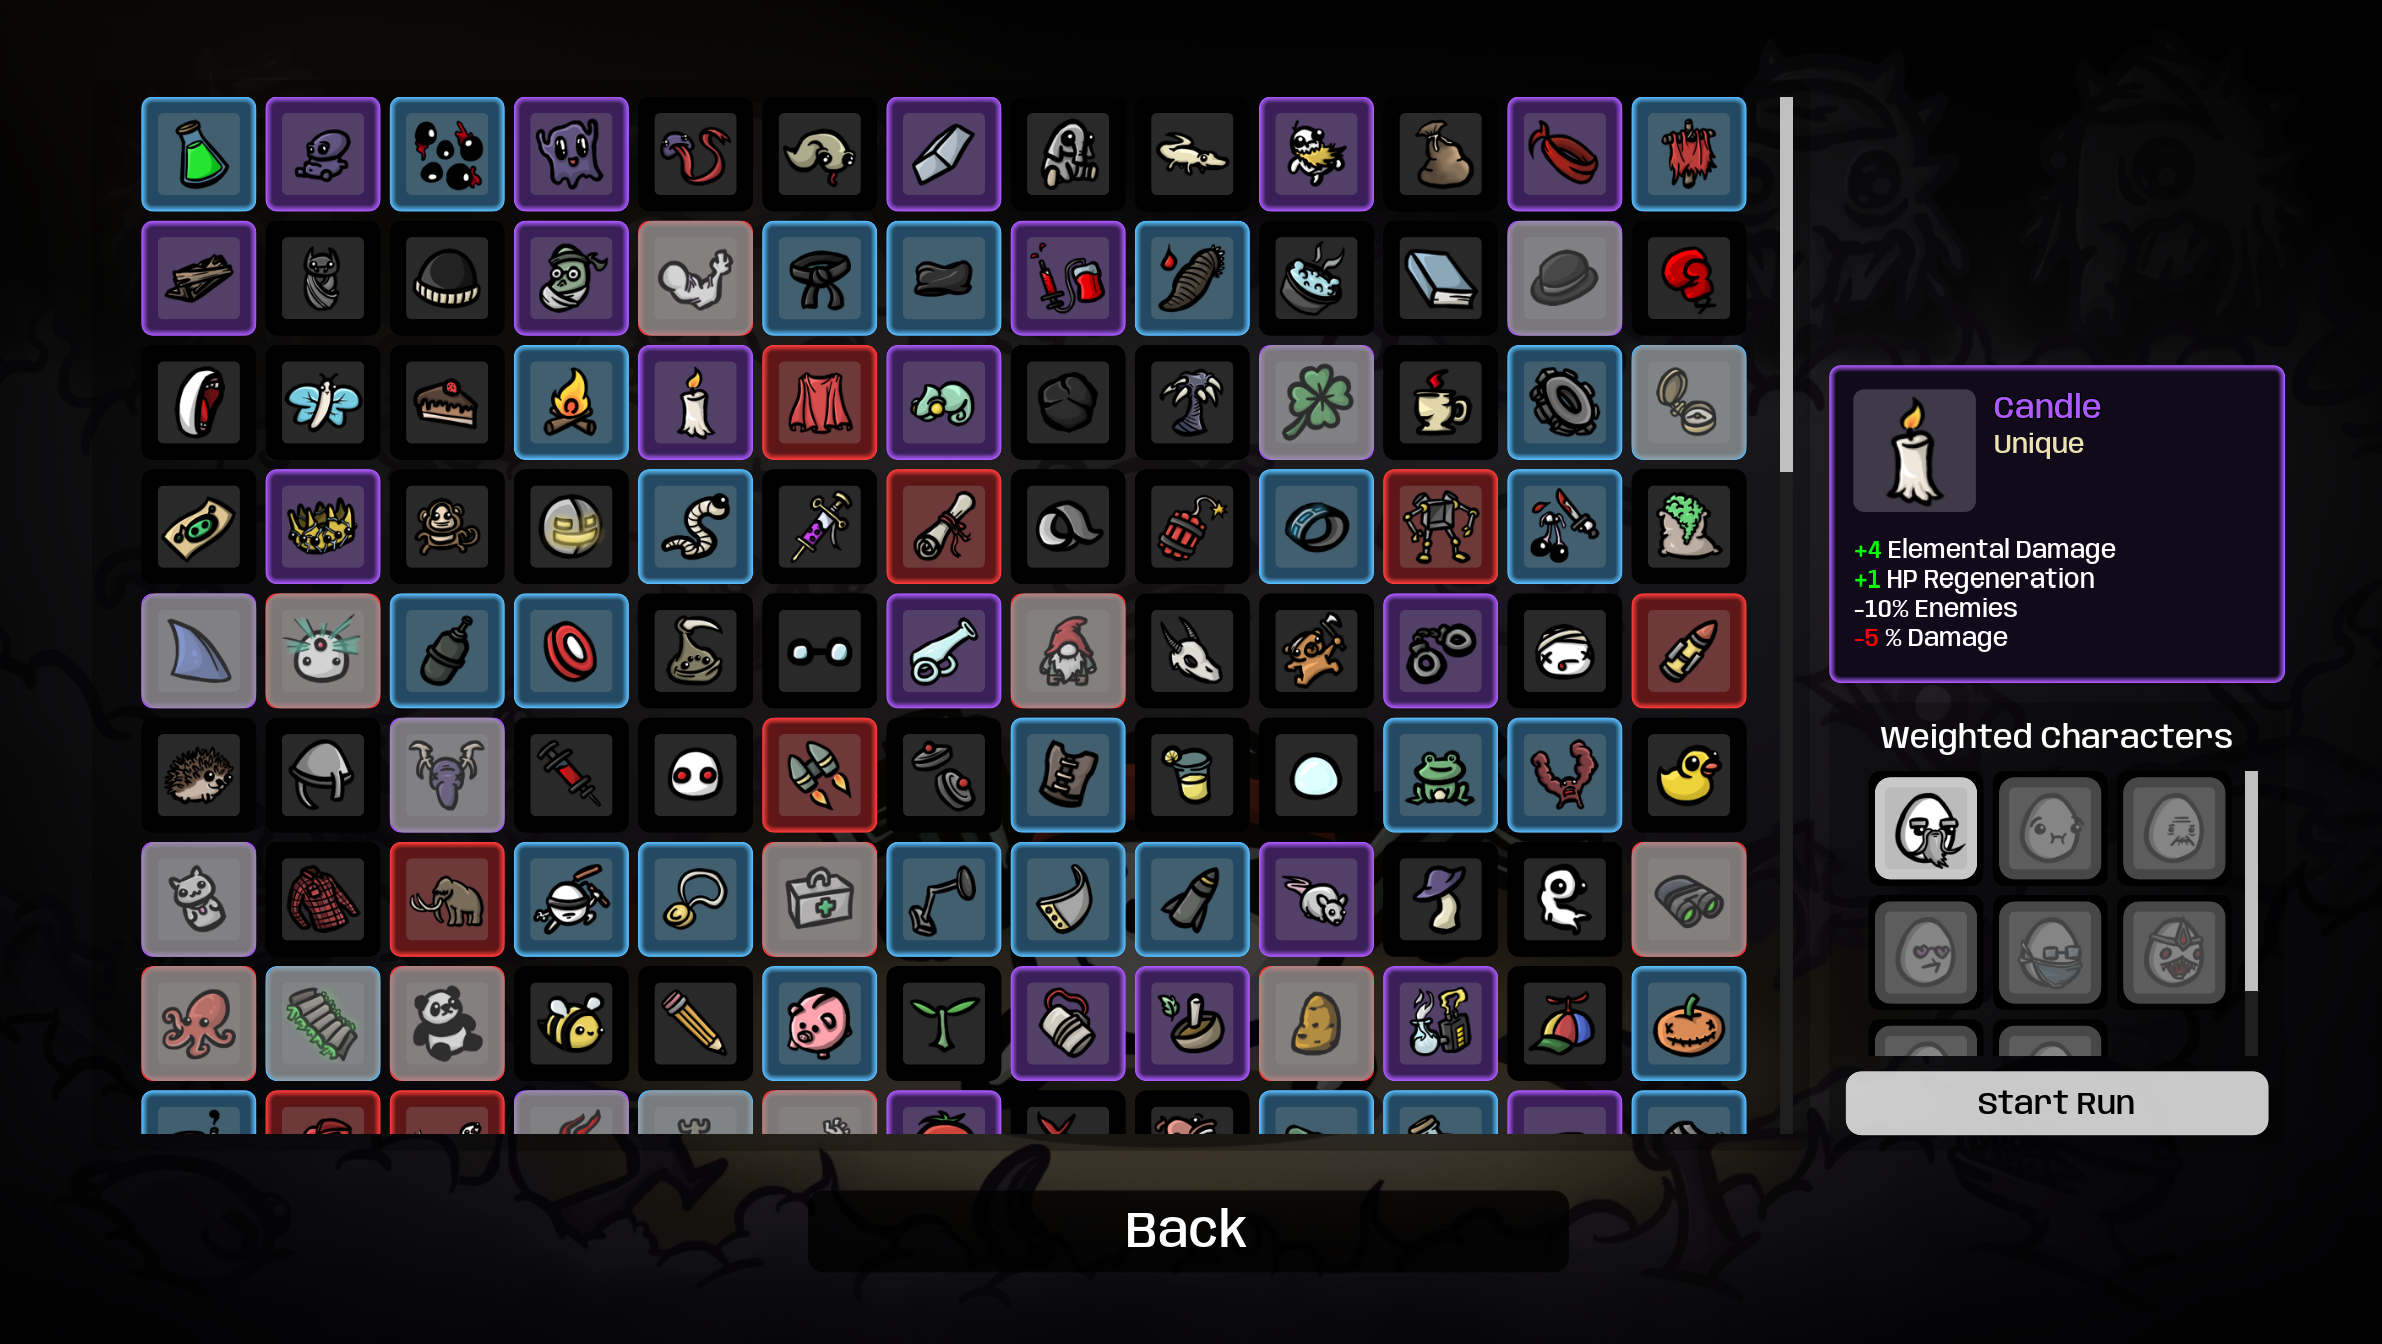 Candle
Unique
+4 Elemental Damage
+1 HP Regeneration
-10% Enemies
-5 % Damage
Weighted Characters
Start Run
Back